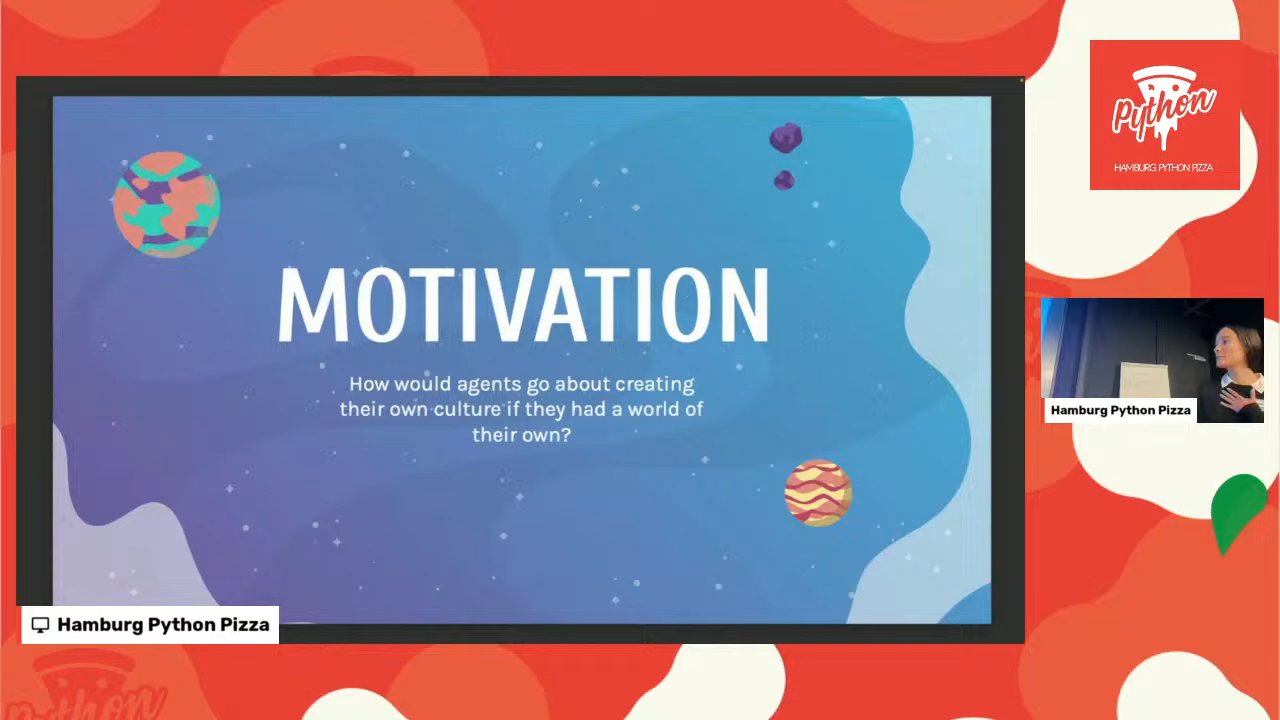 Python
HAMBURG PYTHON PIZZA
MOTIVATION
How would agents go about creating
their own culture if they had a world of
their own?
Hamburg Python Pizza
Hamburg Python Pizza
Python